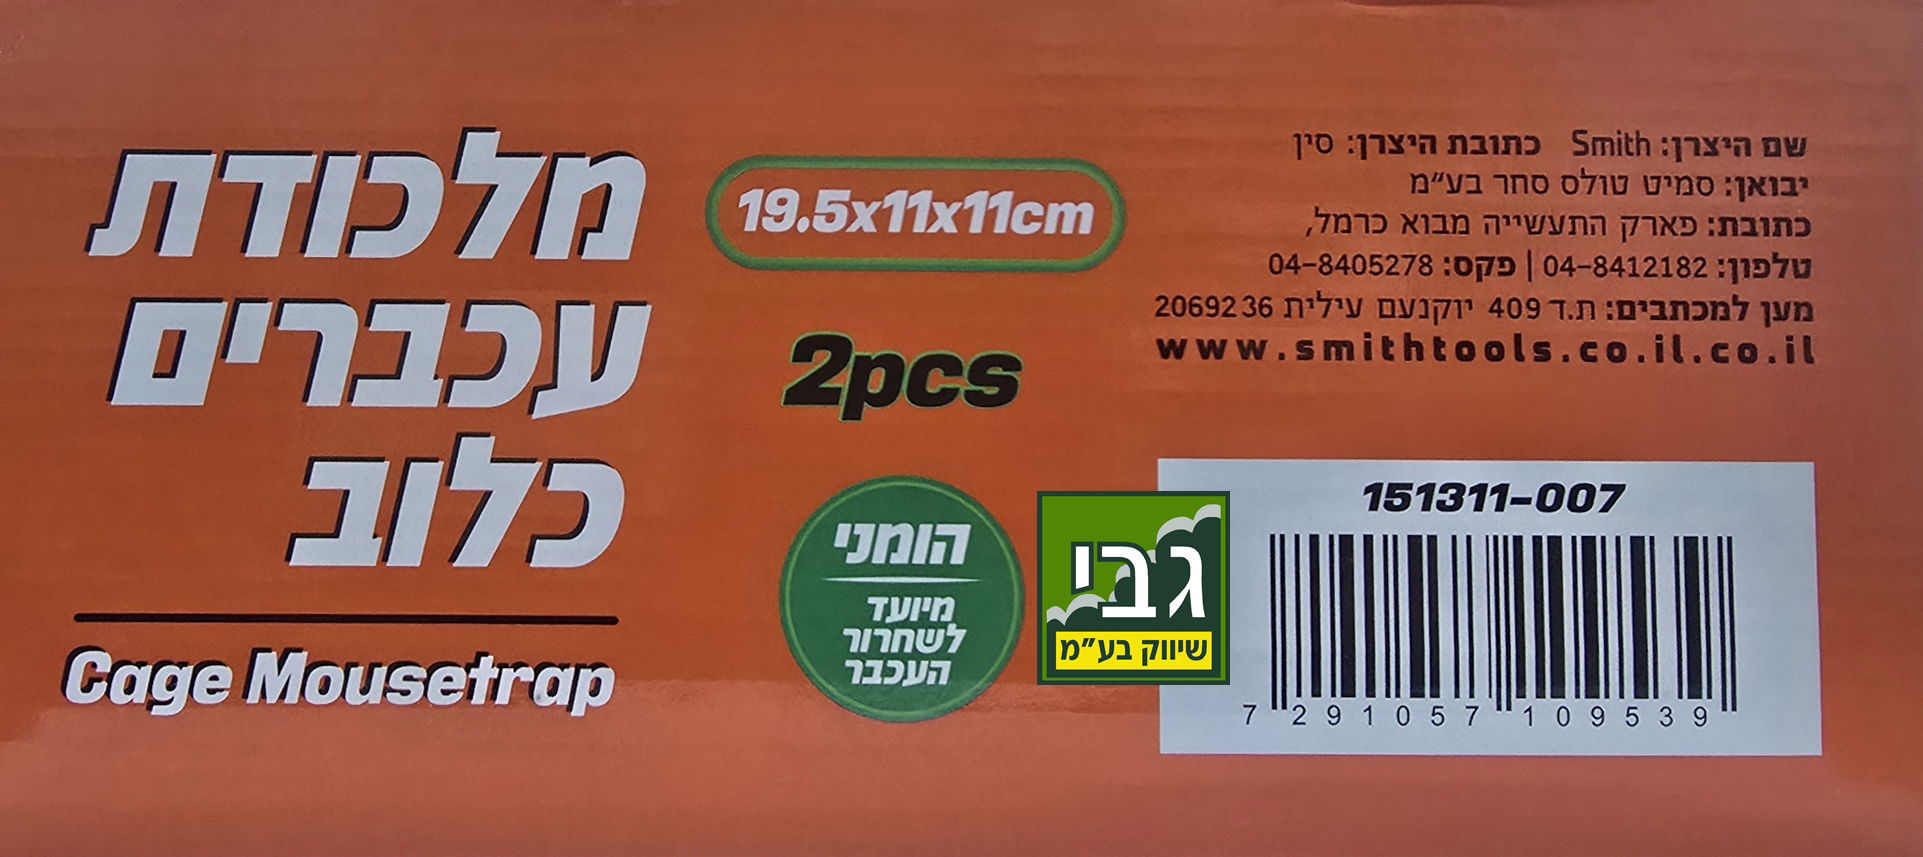 מלכודת
עכברים
כלוב
Cage Mousetrap
19.5x11x11cm
2pcs
הומני
מיועד
לשחרור
העכבר
גבי
שיווק בע״מ
שם היצרן: Smith כתובת היצרן: סין
יבואן: סמיט טולס סחר בע״מ
כתובת: פארק התעשייה מבוא כרמל,
טלפון: 04-8412182 | פקס: 04-8405278
מען למכתבים: ת.ד 409 יוקנעם עילית 2069236
www.smithtools.co.il.co.il
151311-007
7 291057 109539